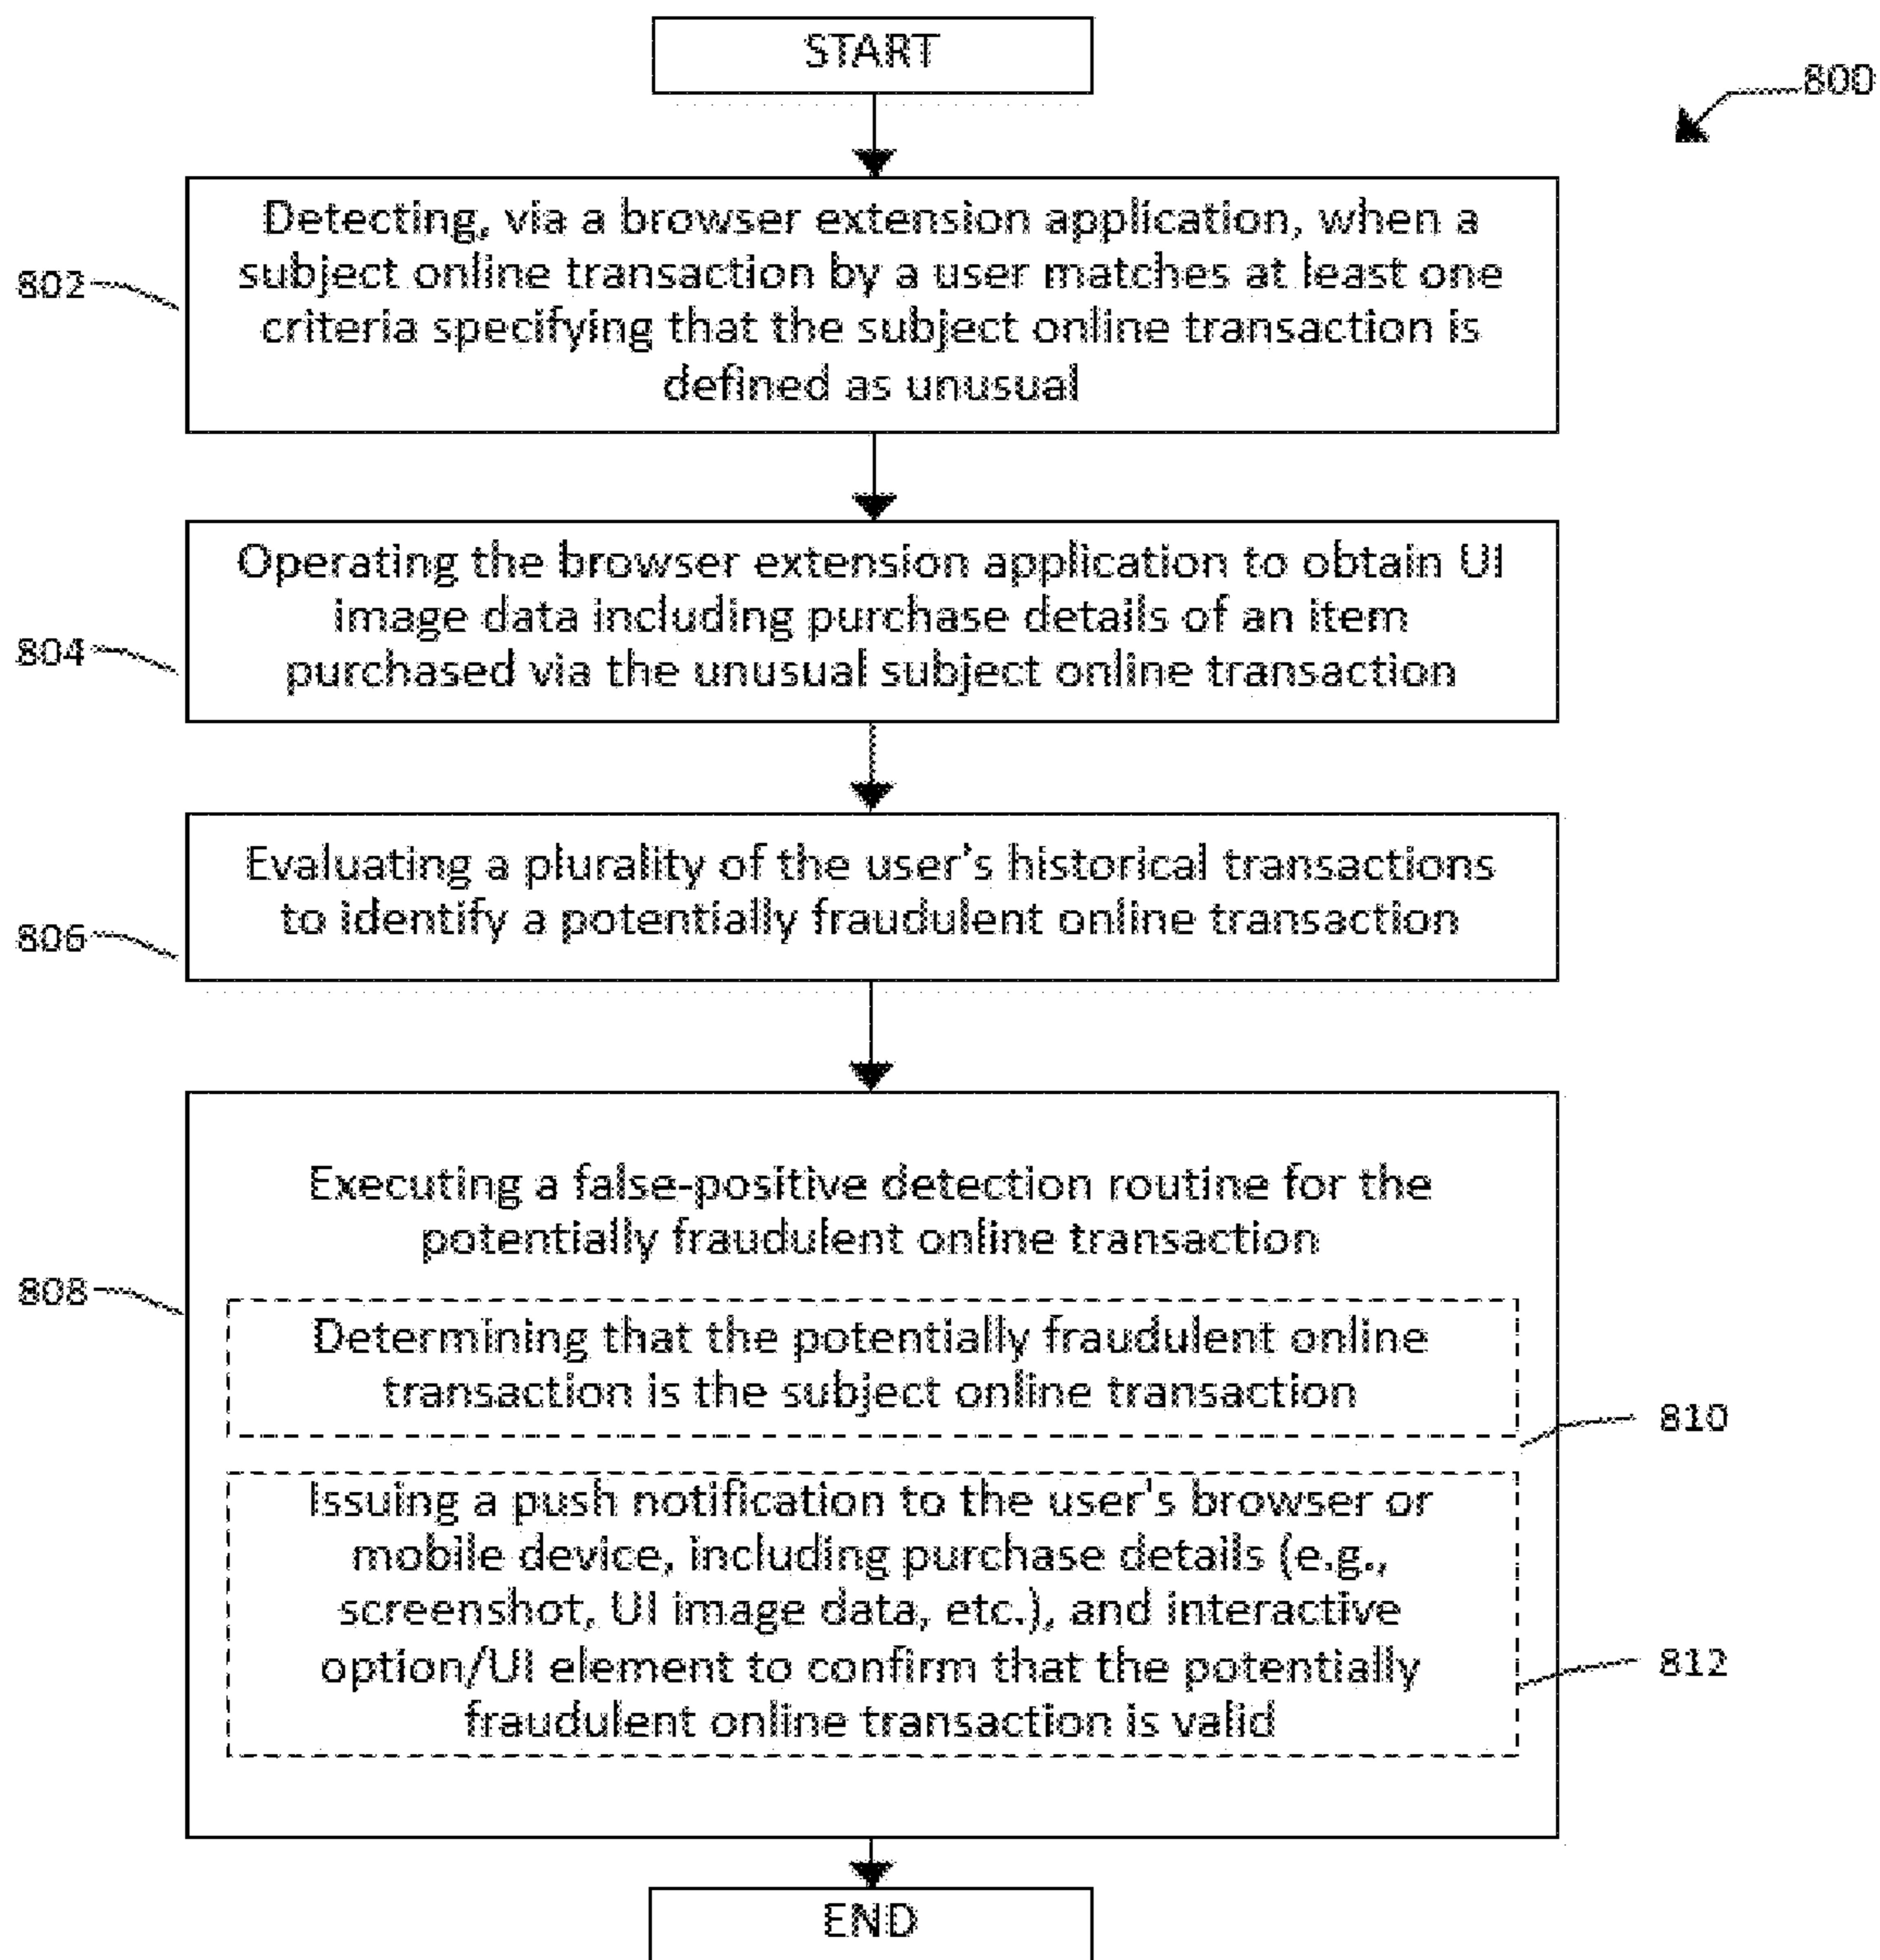 START
800
Detecting, via a browser extension application, when a
subject online transaction by a user matches at least one
criteria specifying that the subject online transaction is
defined as unusual
802
Operating the browser extension application to obtain UI
image data including purchase details of an item
purchased via the unusual subject online transaction
804
Evaluating a plurality of the user's historical transactions
to identify a potentially fraudulent online transaction
806
Executing a false-positive detection routine for the
potentially fraudulent online transaction
808
Determining that the potentially fraudulent online
transaction is the subject online transaction
810
Issuing a push notification to the user's browser or
mobile device, including purchase details (e.g.,
screenshot, UI image data, etc.), and interactive
option/UI element to confirm that the potentially
fraudulent online transaction is valid
812
END